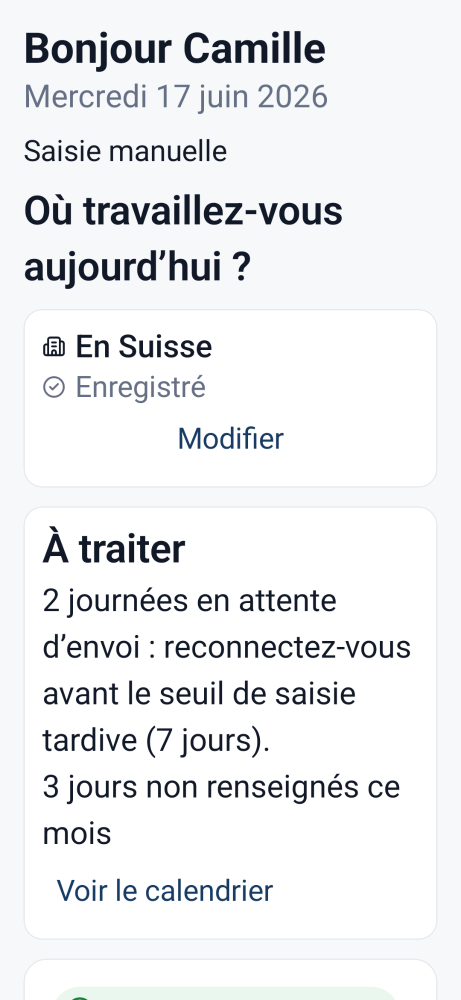 Bonjour Camille
Mercredi 17 juin 2026
Saisie manuelle
Où travaillez-vous
aujourd’hui ?
En Suisse
Enregistré
Modifier
À traiter
2 journées en attente
d’envoi : reconnectez-vous
avant le seuil de saisie
tardive (7 jours).
3 jours non renseignés ce
mois
Voir le calendrier